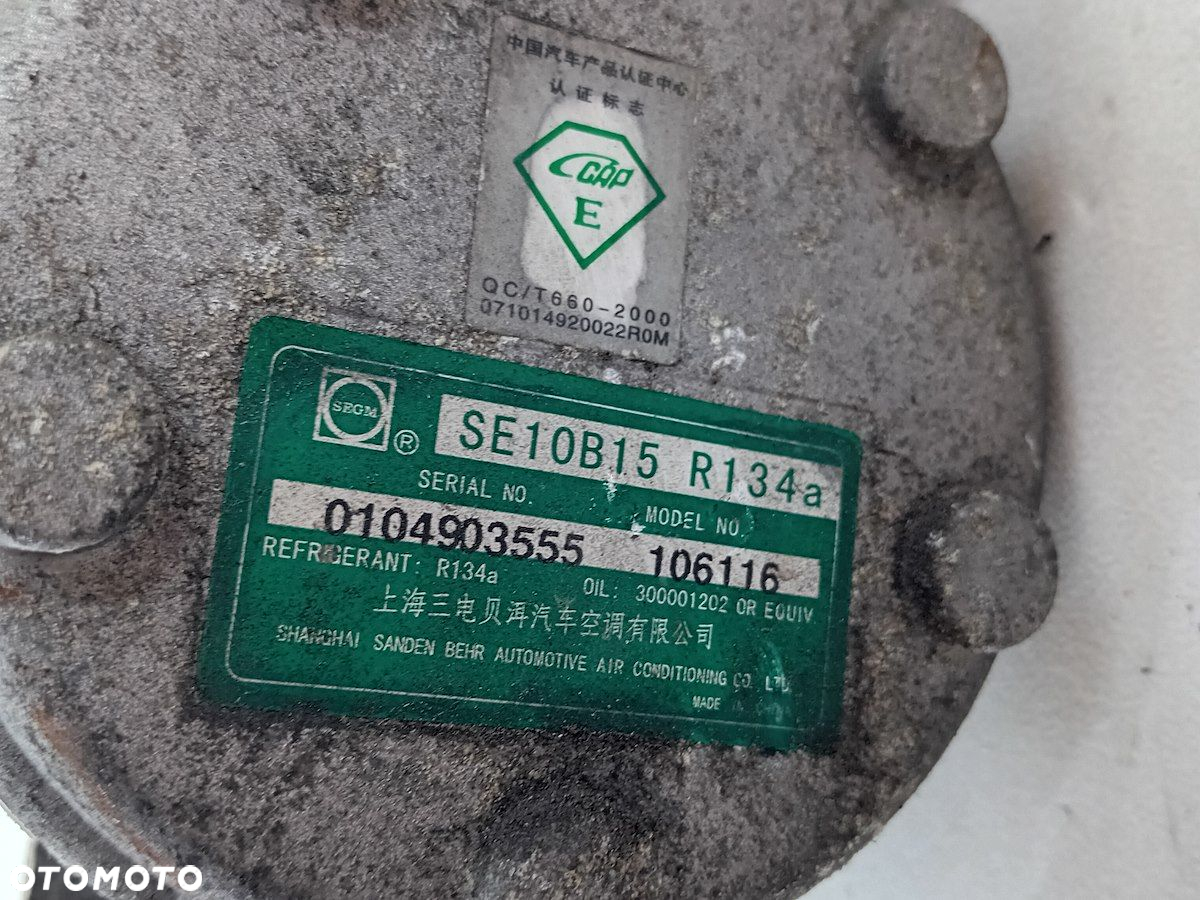 中国汽车产品认证中心
认证标志
CCAP
E
QC/T660-2000
071014920022R0M
SEGM ®
SE10B15 R134a
SERIAL NO. MODEL NO.
0104903555 106116
REFRIGERANT: R134a OIL: 300001202 OR EQUIV
上海三电贝洱汽车空调有限公司
SHANGHAI SANDEN BEHR AUTOMOTIVE AIR CONDITIONING CO. LTD.
MADE
OTOMOTO